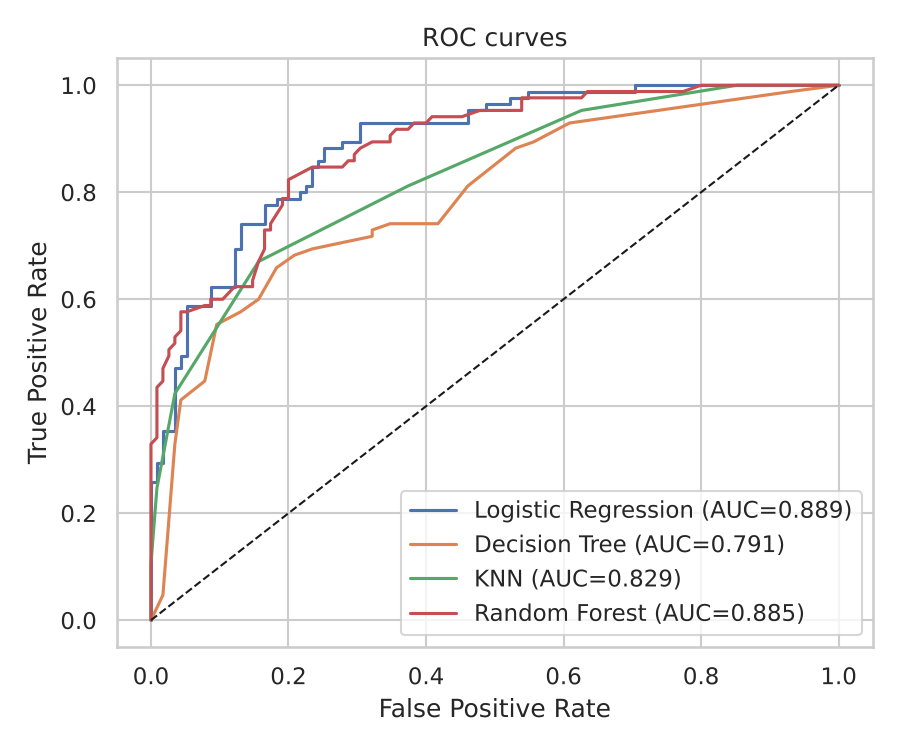 ROC curves
1.0
0.8
0.6
0.4
0.2
0.0
True Positive Rate
Logistic Regression (AUC=0.889)
Decision Tree (AUC=0.791)
KNN (AUC=0.829)
Random Forest (AUC=0.885)
0.0 0.2 0.4 0.6 0.8 1.0
False Positive Rate